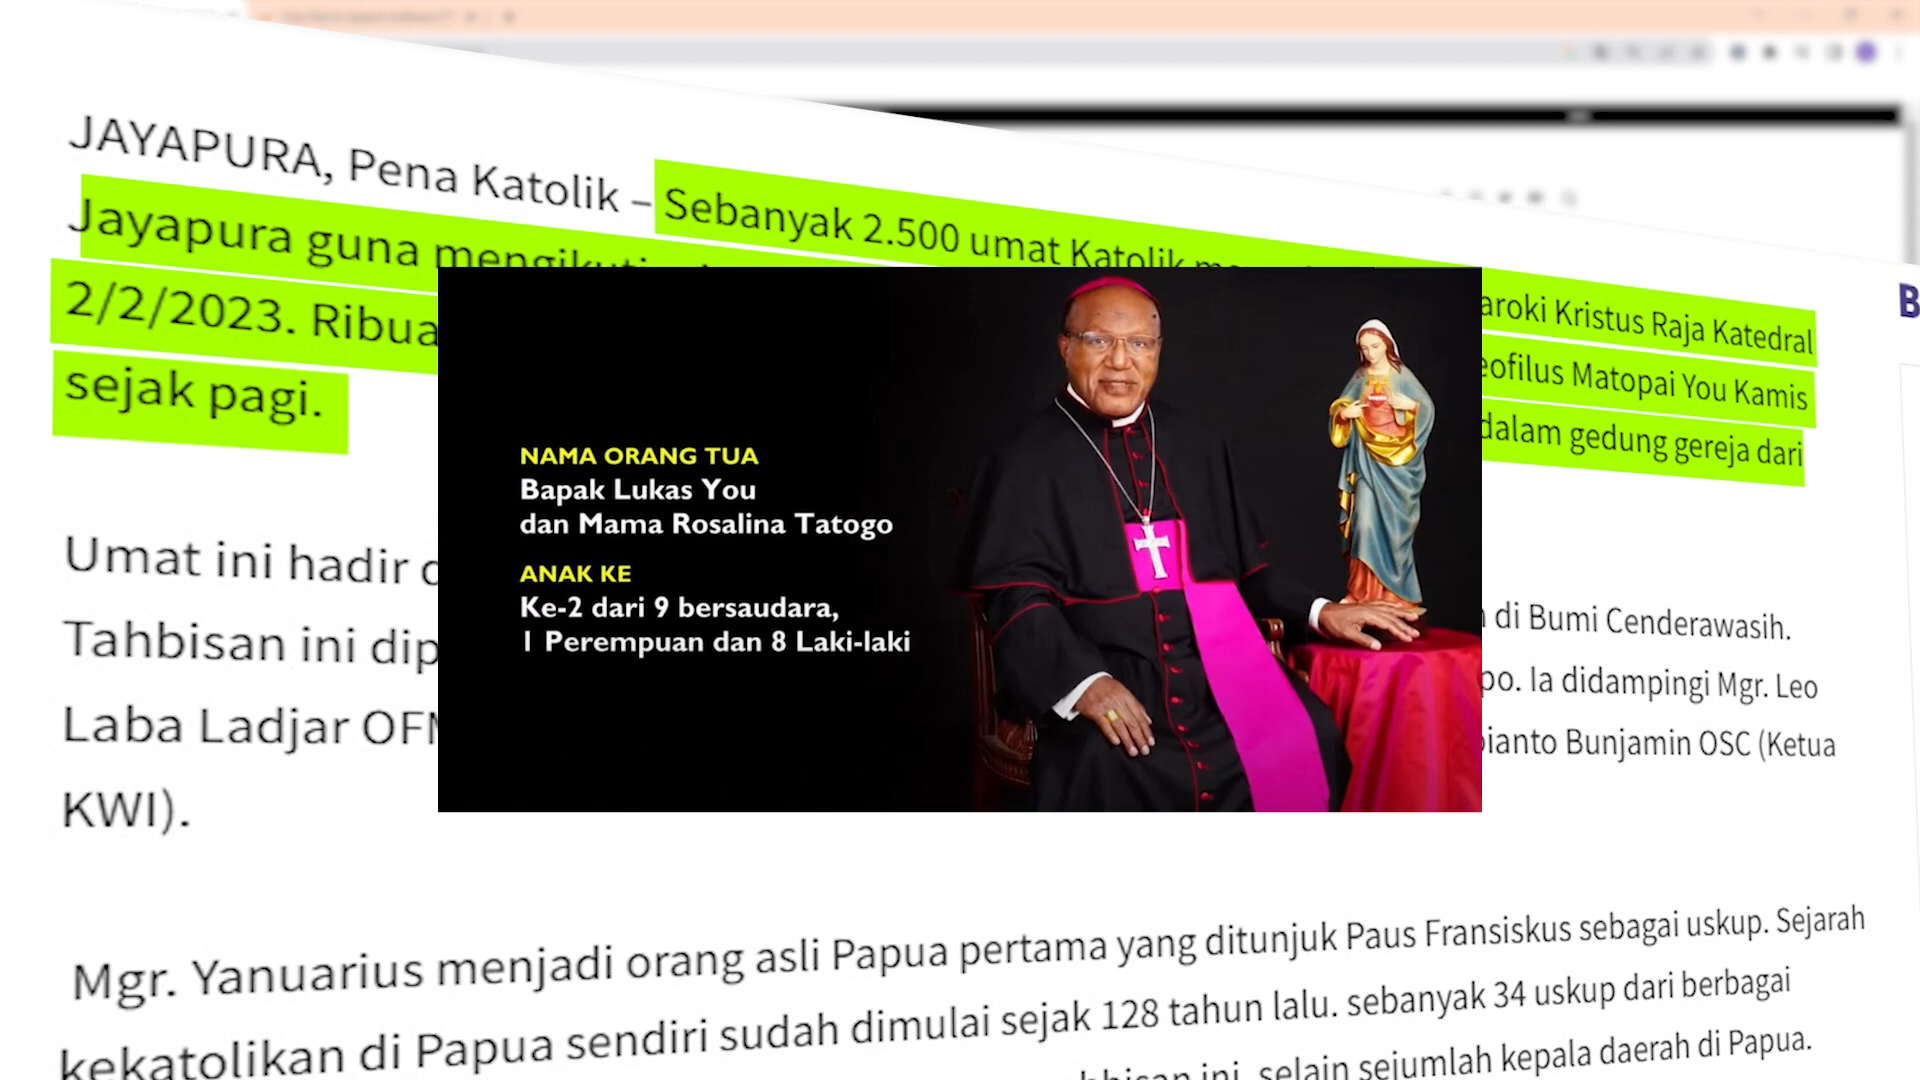 JAYAPURA, Pena Katolik – Sebanyak 2.500 umat Katolik aroki Kristus Raja Katedral
Jayapura guna mengikuti eofilus Matopai You Kamis
2/2/2023. Ribua dalam gedung gereja dari
sejak pagi.
B
NAMA ORANG TUA
Bapak Lukas You
dan Mama Rosalina Tatogo
ANAK KE
Ke-2 dari 9 bersaudara,
1 Perempuan dan 8 Laki-laki
Umat ini hadir di Bumi Cenderawasih.
Tahbisan ini dip po. Ia didampingi Mgr. Leo
Laba Ladjar OFM bianto Bunjamin OSC (Ketua
KWI).
Mgr. Yanuarius menjadi orang asli Papua pertama yang ditunjuk Paus Fransiskus sebagai uskup. Sejarah
kekatolikan di Papua sendiri sudah dimulai sejak 128 tahun lalu. sebanyak 34 uskup dari berbagai
ini, selain sejumlah kepala daerah di Papua.